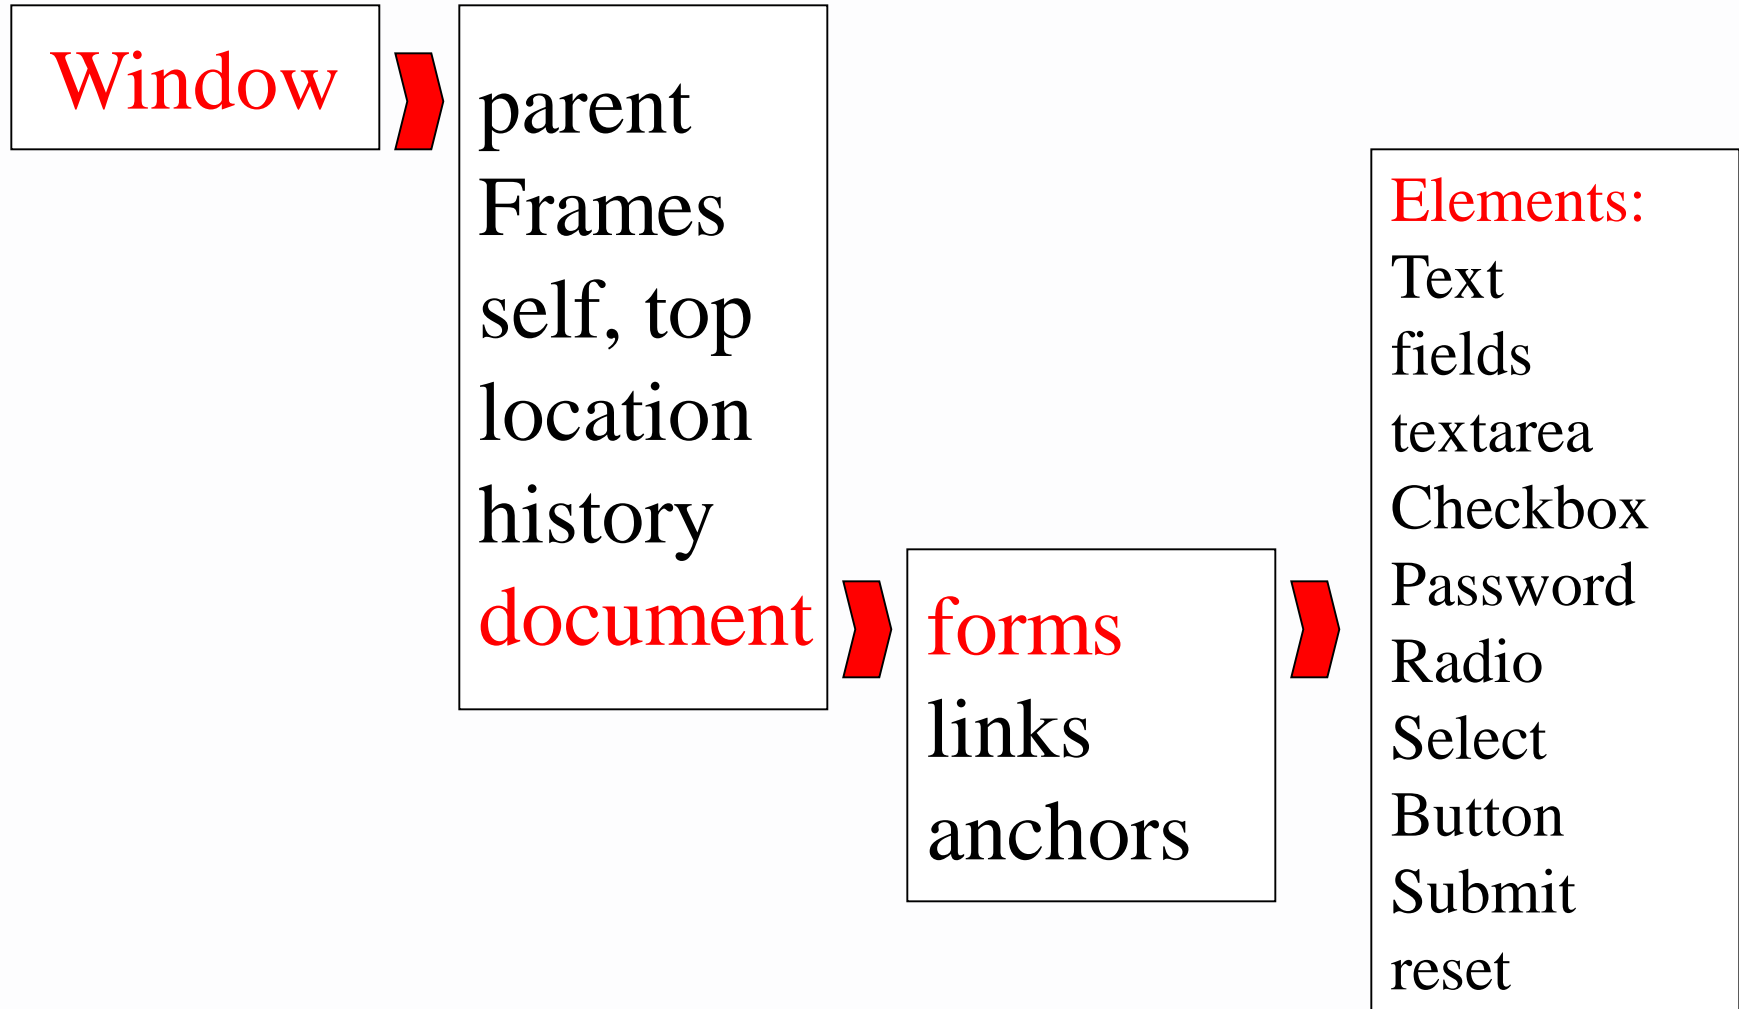 Window
parent
Frames
self, top
location
history
document
forms
links
anchors
Elements:
Text
fields
textarea
Checkbox
Password
Radio
Select
Button
Submit
reset